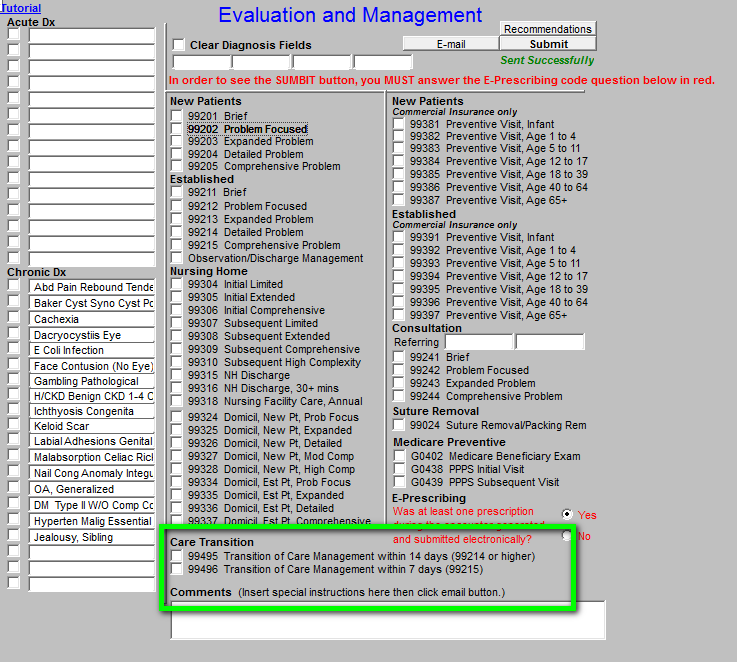 Tutorial
Evaluation and Management
Acute Dx
Clear Diagnosis Fields
Recommendations
E-mail
Submit
Sent Successfully
In order to see the SUMBIT button, you MUST answer the E-Prescribing code question below in red.
Chronic Dx
Abd Pain Rebound Tende
Baker Cyst Syno Cyst Po
Cachexia
Dacryocystiis Eye
E Coli Infection
Face Contusion (No Eye)
Gambling Pathological
H/CKD Benign CKD 1-4 C
Ichthyosis Congenita
Keloid Scar
Labial Adhesions Genital
Malabsorption Celiac Ric
Nail Cong Anomaly Integu
OA, Generalized
DM Type II W/O Comp Co
Hyperten Malig Essential
Jealousy, Sibling
New Patients
99201 Brief
99202 Problem Focused
99203 Expanded Problem
99204 Detailed Problem
99205 Comprehensive Problem
Established
99211 Brief
99212 Problem Focused
99213 Expanded Problem
99214 Detailed Problem
99215 Comprehensive Problem
Observation/Discharge Management
Nursing Home
99304 Initial Limited
99305 Initial Extended
99306 Initial Comprehensive
99307 Subsequent Limited
99308 Subsequent Extended
99309 Subsequent Comprehensive
99310 Subsequent High Complexity
99315 NH Discharge
99316 NH Discharge, 30+ mins
99318 Nursing Facility Care, Annual
99324 Domicil, New Pt, Prob Focus
99325 Domicil, New Pt, Expanded
99326 Domicil, New Pt, Detailed
99327 Domicil, New Pt, Mod Comp
99328 Domicil, New Pt, High Comp
99334 Domicil, Est Pt, Prob Focus
99335 Domicil, Est Pt, Expanded
99336 Domicil, Est Pt, Detailed
99337 Domicil, Est Pt, Comprehensive
New Patients
Commercial Insurance only
99381 Preventive Visit, Infant
99382 Preventive Visit, Age 1 to 4
99383 Preventive Visit, Age 5 to 11
99384 Preventive Visit, Age 12 to 17
99385 Preventive Visit, Age 18 to 39
99386 Preventive Visit, Age 40 to 64
99387 Preventive Visit, Age 65+
Established
Commercial Insurance only
99391 Preventive Visit, Infant
99392 Preventive Visit, Age 1 to 4
99393 Preventive Visit, Age 5 to 11
99394 Preventive Visit, Age 12 to 17
99395 Preventive Visit, Age 18 to 39
99396 Preventive Visit, Age 40 to 64
99397 Preventive Visit, Age 65+
Consultation
Referring
99241 Brief
99242 Problem Focused
99243 Expanded Problem
99244 Comprehensive Problem
Suture Removal
99024 Suture Removal/Packing Rem
Medicare Preventive
G0402 Medicare Beneficiary Exam
G0438 PPPS Initial Visit
G0439 PPPS Subsequent Visit
E-Prescribing
Was at least one prescription
during the encounter generated
and submitted electronically?
Yes
No
Care Transition
99495 Transition of Care Management within 14 days (99214 or higher)
99496 Transition of Care Management within 7 days (99215)
Comments (Insert special instructions here then click email button.)